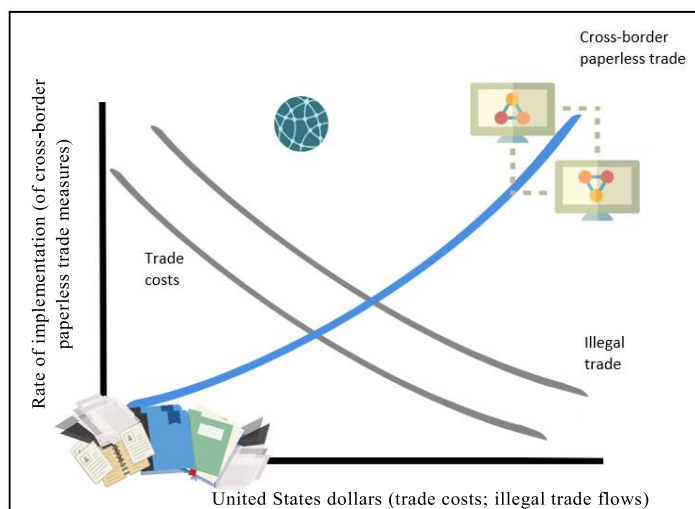 Cross-border
paperless trade
Rate of implementation (of cross-border
paperless trade measures)
Trade
costs
Illegal
trade
United States dollars (trade costs; illegal trade flows)